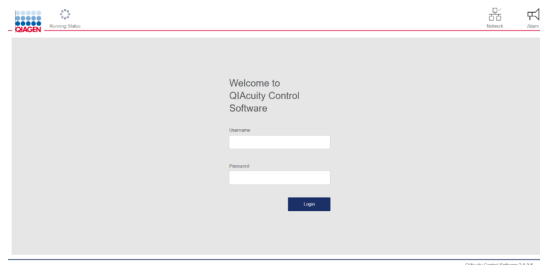 QIAGEN
Running Status
Network
Alarm
Welcome to
QIAcuity Control
Software
Username
Password
Login